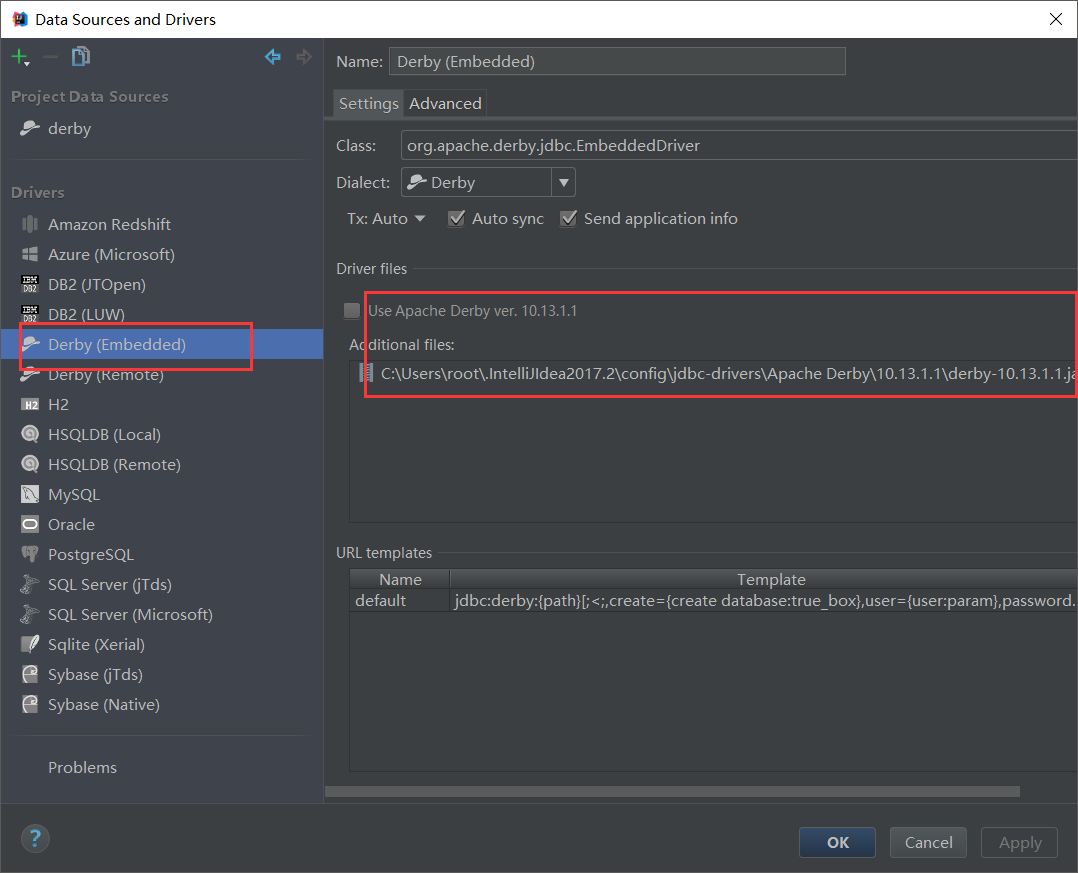 Data Sources and Drivers
Project Data Sources
derby
Drivers
Amazon Redshift
Azure (Microsoft)
IBM DB2
DB2 (JTOpen)
IBM DB2
DB2 (LUW)
Derby (Embedded)
Derby (Remote)
H2
H2
HSQLDB (Local)
HSQLDB (Remote)
MySQL
Oracle
PostgreSQL
SQL Server (jTds)
SQL Server (Microsoft)
Sqlite (Xerial)
Sybase (jTds)
Sybase (Native)
Problems
Name: Derby (Embedded)
Settings Advanced
Class: org.apache.derby.jdbc.EmbeddedDriver
Dialect: Derby
Tx: Auto Auto sync Send application info
Driver files
Use Apache Derby ver. 10.13.1.1
Additional files:
C:\Users\root\.IntelliJIdea2017.2\config\jdbc-drivers\Apache Derby\10.13.1.1\derby-10.13.1.1.ja
URL templates
Name Template
default jdbc:derby:{path}[;<;,create={create database:true_box},user={user:param},password.
?
OK Cancel Apply